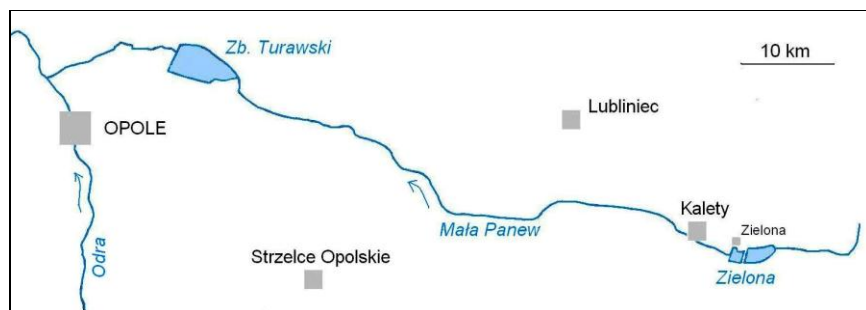 Zb. Turawski
10 km
Lubliniec
OPOLE
Kalety
Zielona
Mała Panew
Odra
Strzelce Opolskie
Zielona